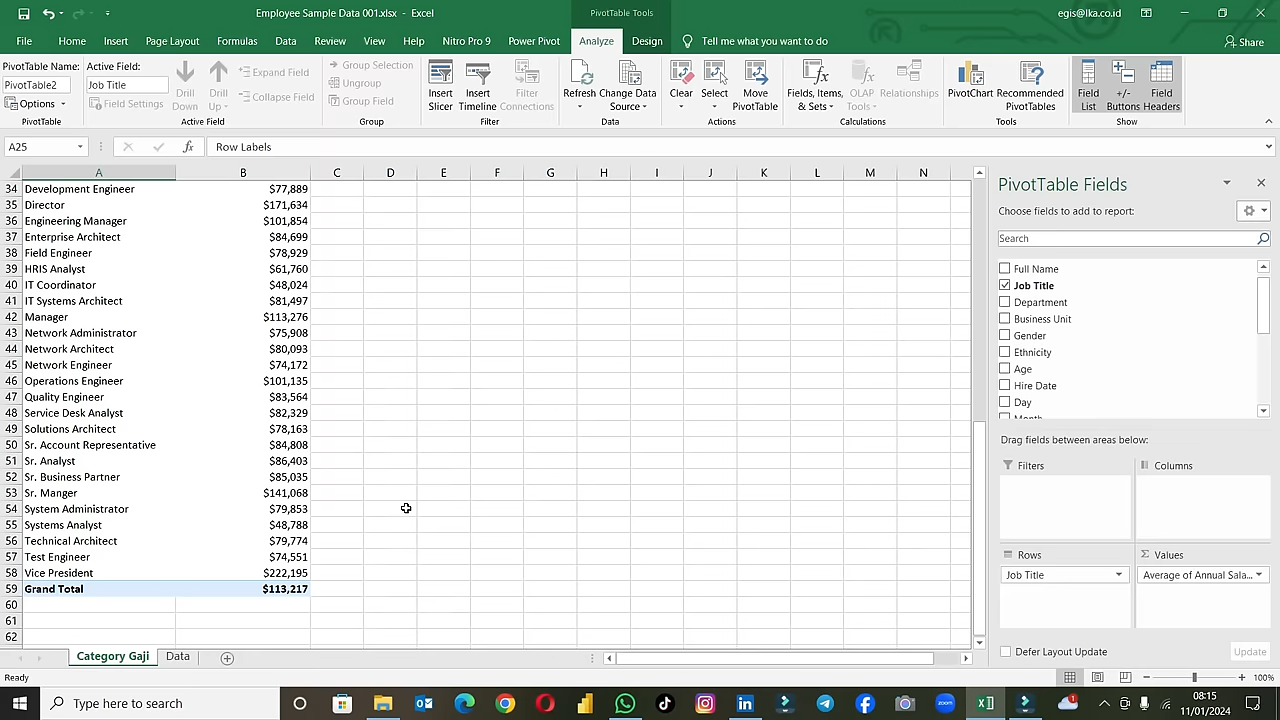 Employee Sample Data 001.xlsx - Excel
PivotTable Tools
egis@lka.co.id
File Home Insert Page Layout Formulas Data Review View Help Nitro Pro 9 Power Pivot Analyze Design Tell me what you want to do Share
PivotTable Name:
PivotTable2
Options
PivotTable
Active Field:
Job Title
Field Settings
Drill Down
Drill Up
Expand Field
Collapse Field
Active Field
Group Selection
Ungroup
Group Field
Group
Insert Slicer
Insert Timeline
Filter Connections
Filter
Refresh
Change Data Source
Data
Clear
Select
Move PivotTable
Actions
Fields, Items, & Sets
OLAP Tools
Relationships
Calculations
PivotChart
Recommended PivotTables
Tools
Field List
+/- Buttons
Field Headers
Show
A25
fx
Row Labels
A B C D E F G H I J K L M N
34 Development Engineer $77,889
35 Director $171,634
36 Engineering Manager $101,854
37 Enterprise Architect $84,699
38 Field Engineer $78,929
39 HRIS Analyst $61,760
40 IT Coordinator $48,024
41 IT Systems Architect $81,497
42 Manager $113,276
43 Network Administrator $75,908
44 Network Architect $80,093
45 Network Engineer $74,172
46 Operations Engineer $101,135
47 Quality Engineer $83,564
48 Service Desk Analyst $82,329
49 Solutions Architect $78,163
50 Sr. Account Representative $84,808
51 Sr. Analyst $86,403
52 Sr. Business Partner $85,035
53 Sr. Manger $141,068
54 System Administrator $79,853
55 Systems Analyst $48,788
56 Technical Architect $79,774
57 Test Engineer $74,551
58 Vice President $222,195
59 Grand Total $113,217
60
61
62
PivotTable Fields
Choose fields to add to report:
Search
Full Name
Job Title
Department
Business Unit
Gender
Ethnicity
Age
Hire Date
Day
Month
Drag fields between areas below:
Filters
Columns
Rows
Σ Values
Job Title
Average of Annual Sala...
Defer Layout Update
Update
Category Gaji
Data
Ready
100%
Type here to search
zoom
08:15
11/01/2024